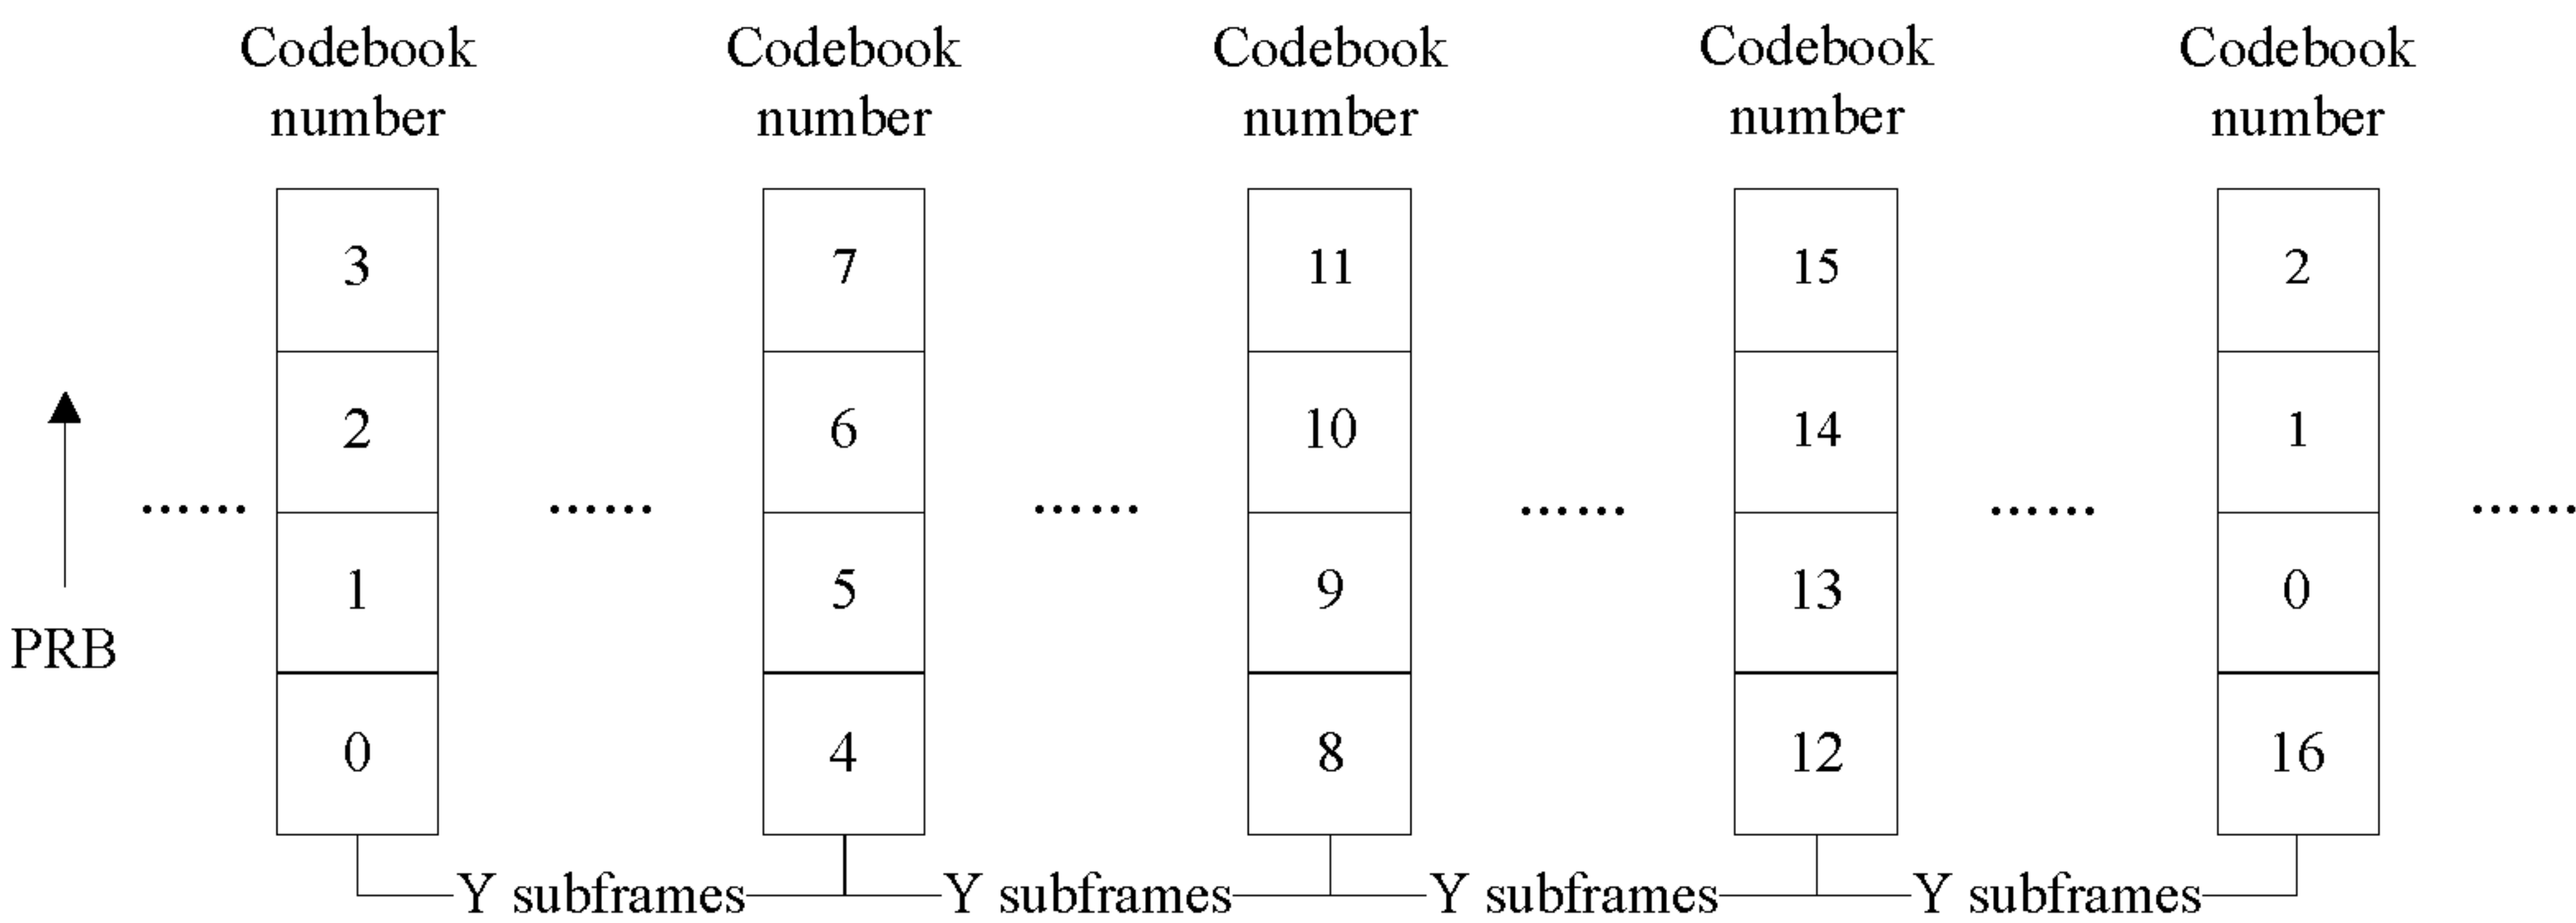 Codebook Codebook Codebook Codebook Codebook
number number number number number
3 7 11 15 2
2 6 10 14 1
...... ...... ...... ...... ...... ......
1 5 9 13 0
PRB
0 4 8 12 16
Y subframes Y subframes Y subframes Y subframes